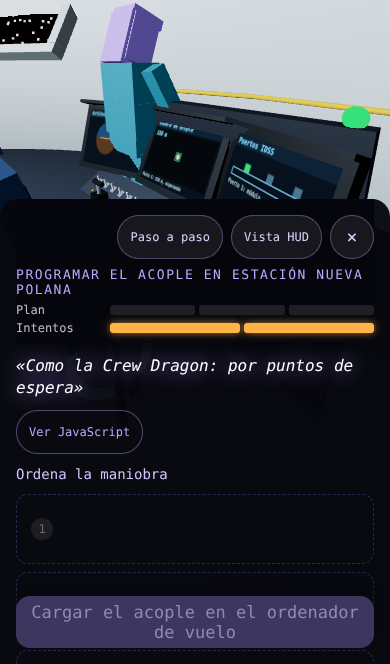 Puertos IDSS
Paso a paso
Vista HUD
×
PROGRAMAR EL ACOPLE EN ESTACIÓN NUEVA
POLANA
Plan
Intentos
«Como la Crew Dragon: por puntos de
espera»
Ver JavaScript
Ordena la maniobra
1
Cargar el acople en el ordenador
de vuelo